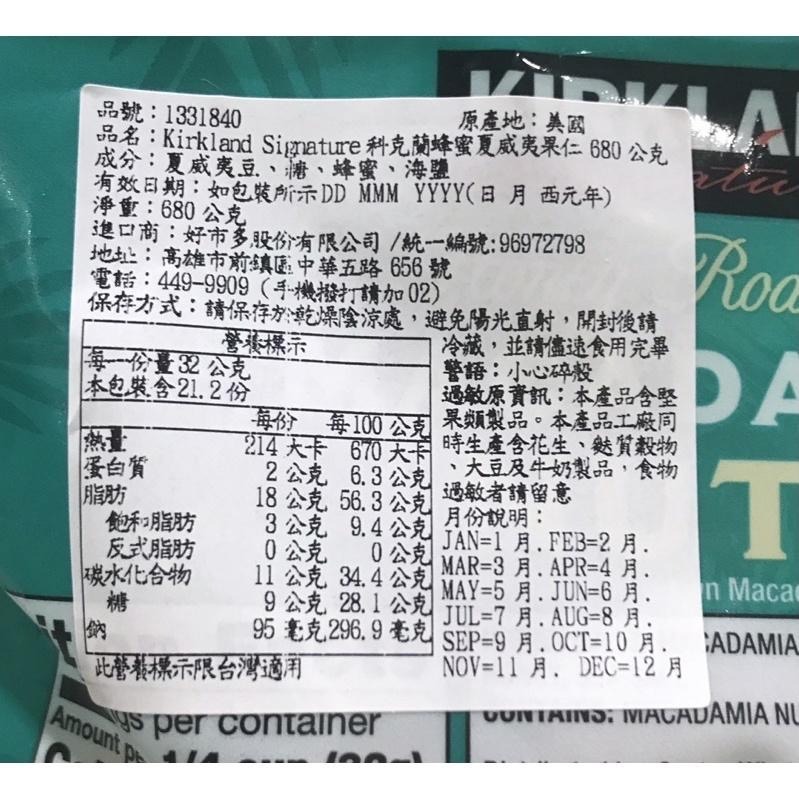 KIRKLA
品號：1331840
原產地：美國
品名：Kirkland Signature 科克蘭蜂蜜夏威夷果仁 680 公克
成分：夏威夷豆、糖、蜂蜜、海鹽
有效日期：如包裝所示DD MMM YYYY(日 月 西元年)
淨重：680 公克
進口商：好市多股份有限公司 /統一編號:96972798
地址：高雄市前鎮區中華五路 656 號
電話：449-9909 (手機撥打請加02)
保存方式：請保存於乾燥陰涼處，避免陽光直射，開封後請
冷藏，並請儘速食用完畢
警語：小心碎殼
過敏原資訊：本產品含堅
果類製品。本產品工廠同
時生產含花生、麩質穀物
、大豆及牛奶製品，食物
過敏者請留意
月份說明：
JAN=1 月. FEB=2 月.
MAR=3 月. APR=4 月.
MAY=5 月. JUN=6 月.
JUL=7 月. AUG=8 月.
SEP=9 月. OCT=10 月.
NOV=11 月. DEC=12 月
營養標示
每一份量 32 公克
本包裝含 21.2 份
每份 每100 公克
熱量 214 大卡 670 大卡
蛋白質 2 公克 6.3 公克
脂肪 18 公克 56.3 公克
飽和脂肪 3 公克 9.4 公克
反式脂肪 0 公克 0 公克
碳水化合物 11 公克 34.4 公克
糖 9 公克 28.1 公克
鈉 95 毫克 296.9 毫克
此營養標示限台灣適用
Roa
DA
T
n Macad
CADAMIA
CONTAINS: MACADAMIA NU
gs per container
Amount pe
1/4 cup (32g)